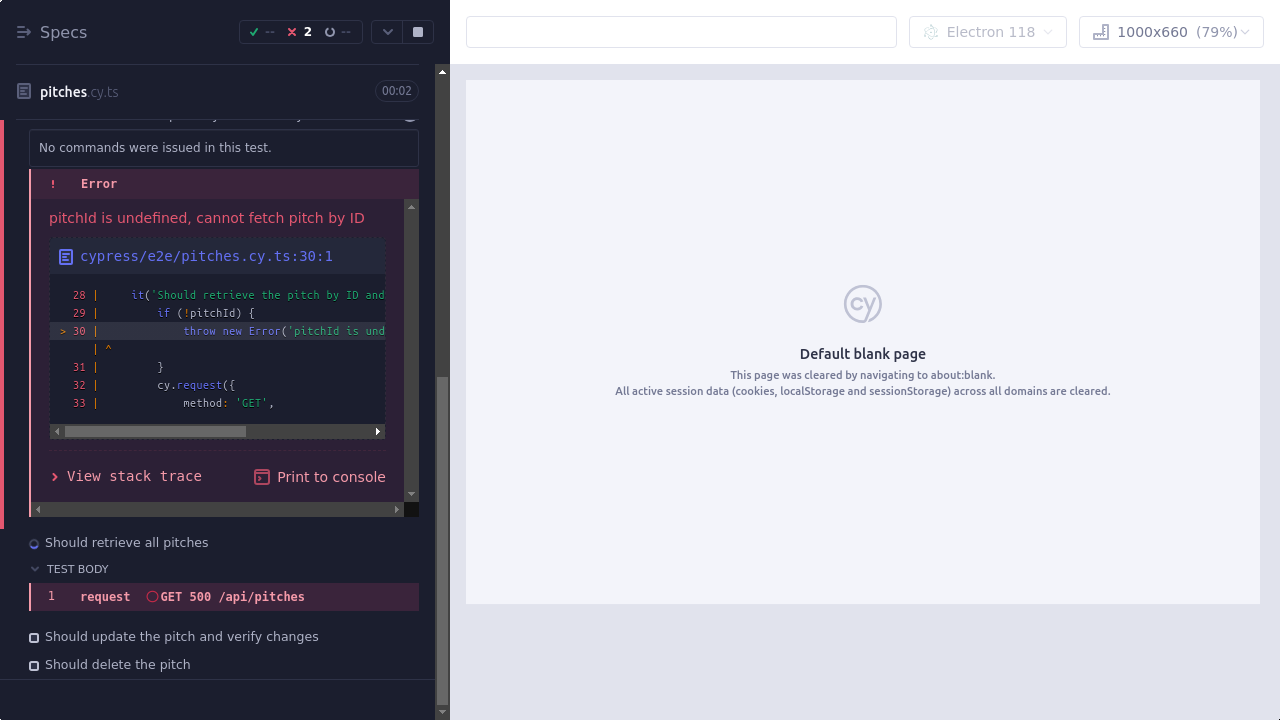 Specs
-- 2 --
pitches.cy.ts
00:02
No commands were issued in this test.
! Error
pitchId is undefined, cannot fetch pitch by ID
cypress/e2e/pitches.cy.ts:30:1
28 | it('Should retrieve the pitch by ID and
29 | if (!pitchId) {
> 30 | throw new Error('pitchId is und
| ^
31 | }
32 | cy.request({
33 | method: 'GET',
View stack trace
Print to console
Should retrieve all pitches
TEST BODY
1 request GET 500 /api/pitches
Should update the pitch and verify changes
Should delete the pitch
Electron 118
1000x660 (79%)
cy
Default blank page
This page was cleared by navigating to about:blank.
All active session data (cookies, localStorage and sessionStorage) across all domains are cleared.